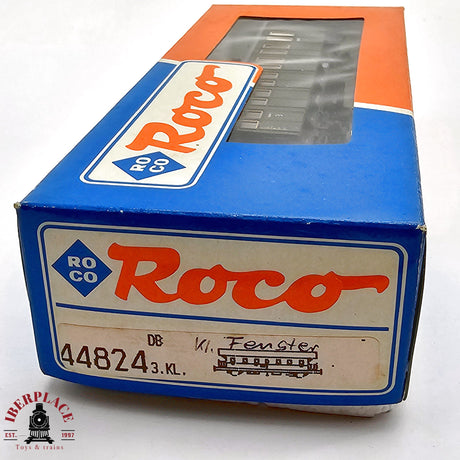 Roco
RO
CO
RO
CO
Roco
DB
Kl. Fenster
44824 3.KL.
IBERPLACE
EST. 1997
Toys & trains